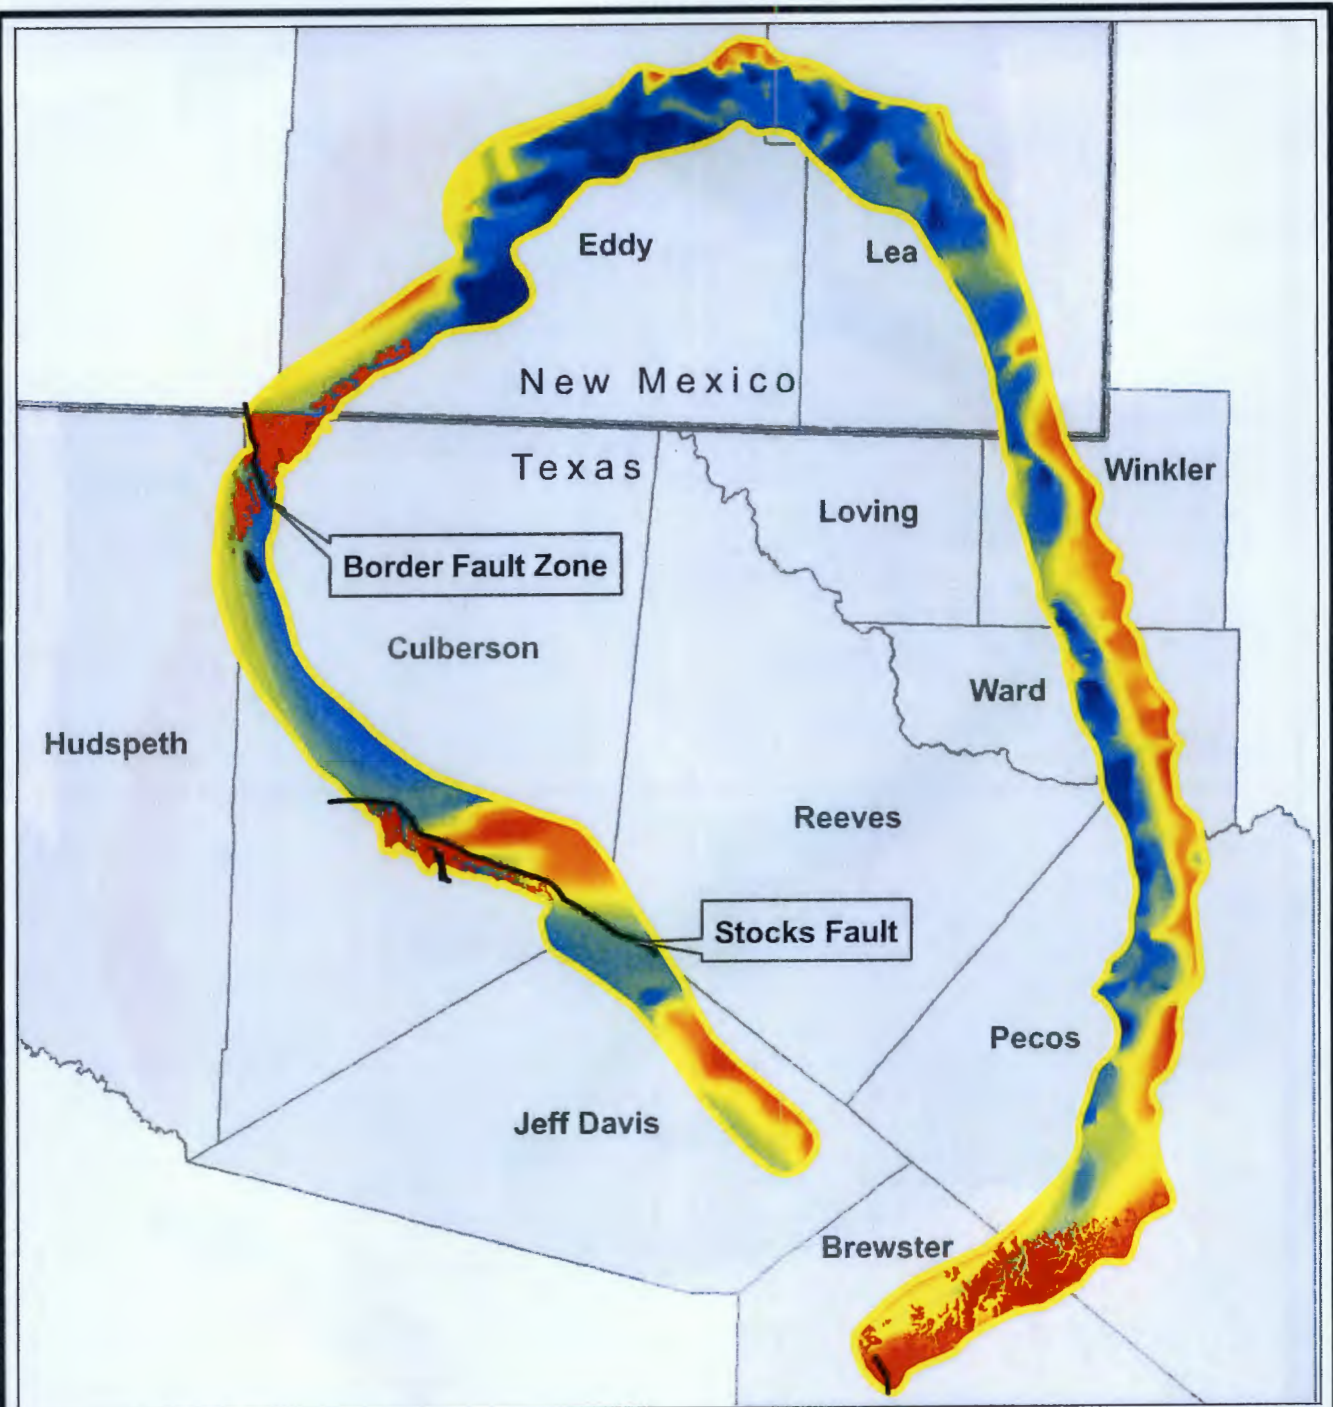 Eddy
Lea
New Mexico
Texas
Winkler
Loving
Border Fault Zone
Culberson
Ward
Hudspeth
Reeves
Stocks Fault
Pecos
Jeff Davis
Brewster